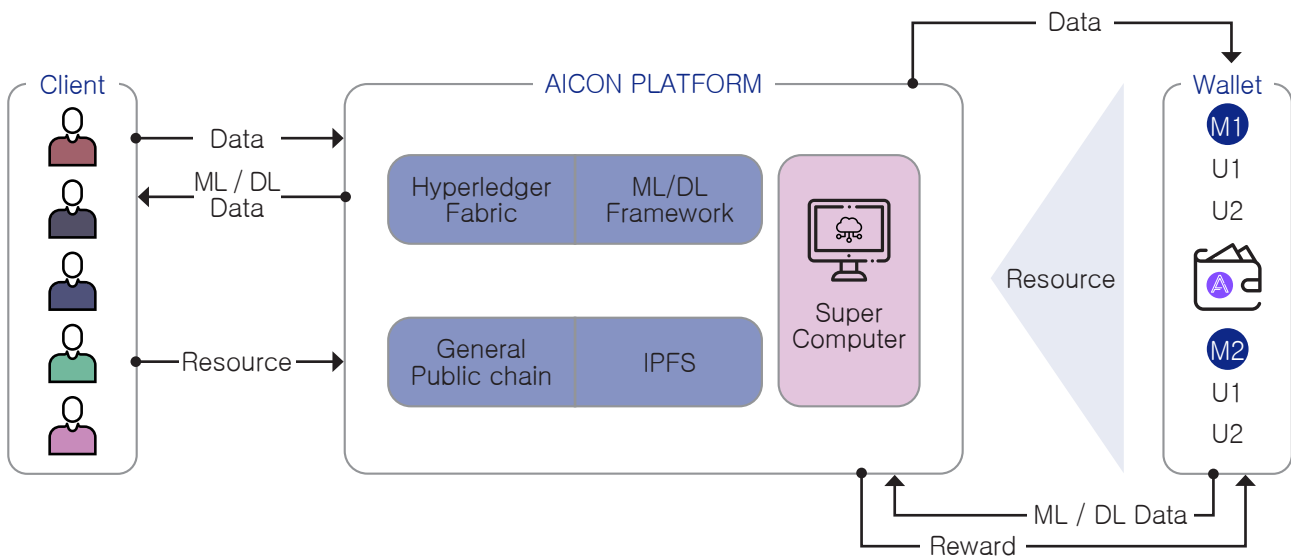 Data
Client
AICON PLATFORM
Wallet
M1
U1
U2
Data
ML / DL
Data
Hyperledger
Fabric
ML/DL
Framework
Resource
Super
Computer
A
M2
U1
U2
Resource
General
Public chain
IPFS
ML / DL Data
Reward